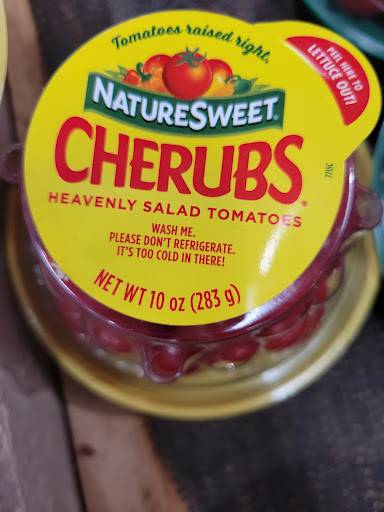 Tomatoes raised right.
PEEL HERE TO
LETTUCE OUT!
NATURESWEET
CHERUBS®
HEAVENLY SALAD TOMATOES
WASH ME.
PLEASE DON'T REFRIGERATE.
IT'S TOO COLD IN THERE!
NET WT 10 oz (283 g)